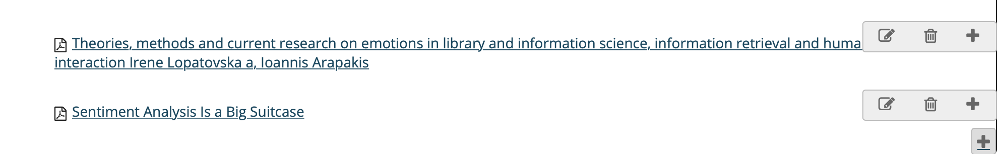 Theories, methods and current research on emotions in library and information science, information retrieval and huma
interaction Irene Lopatovska a, Ioannis Arapakis
Sentiment Analysis Is a Big Suitcase